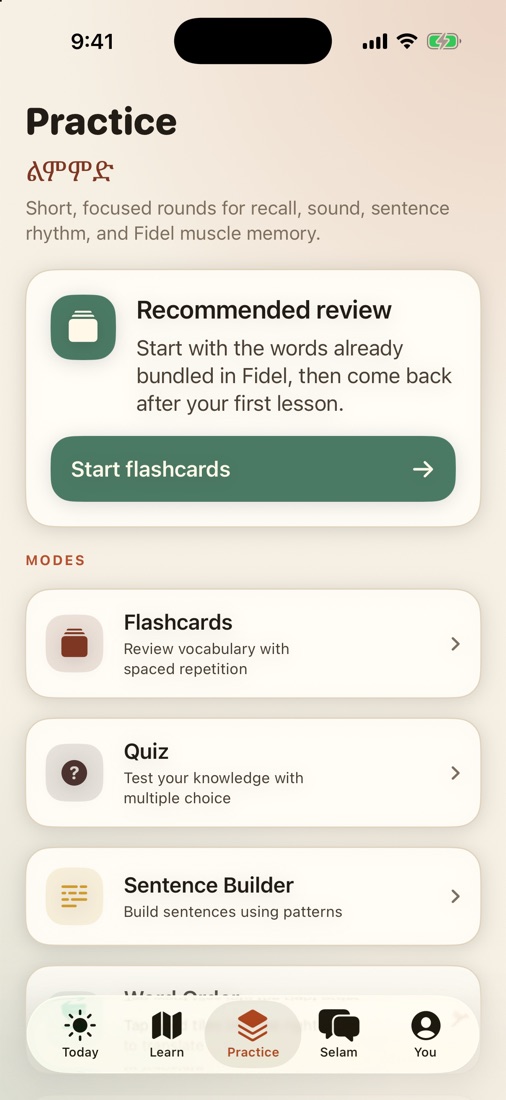 9:41
Practice
ልምምድ
Short, focused rounds for recall, sound, sentence
rhythm, and Fidel muscle memory.
Recommended review
Start with the words already
bundled in Fidel, then come back
after your first lesson.
Start flashcards
MODES
Flashcards
Review vocabulary with
spaced repetition
Quiz
?
Test your knowledge with
multiple choice
Sentence Builder
Build sentences using patterns
Word Order
Today
Learn
Practice
Selam
You